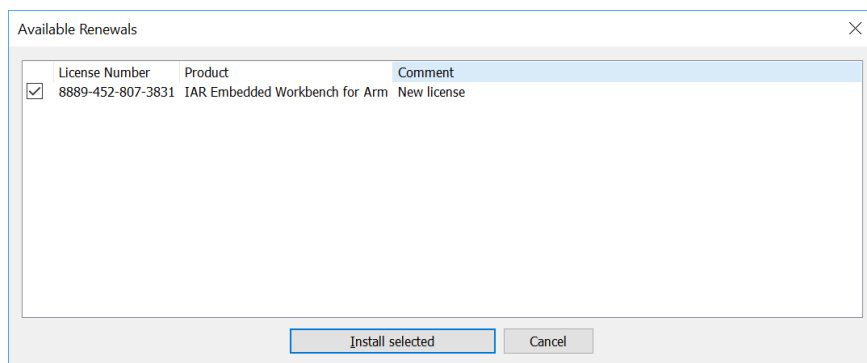 Available Renewals
License Number Product Comment
8889-452-807-3831 IAR Embedded Workbench for Arm New license
Install selected Cancel